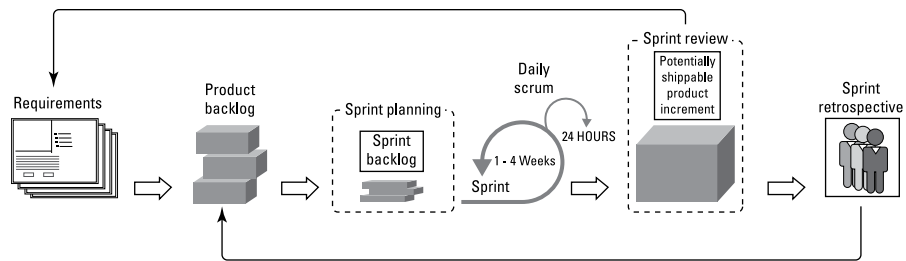 Requirements
Product
backlog
Sprint planning
Sprint
backlog
Daily
scrum
24 HOURS
1 - 4 Weeks
Sprint
Sprint review
Potentially
shippable
product
increment
Sprint
retrospective